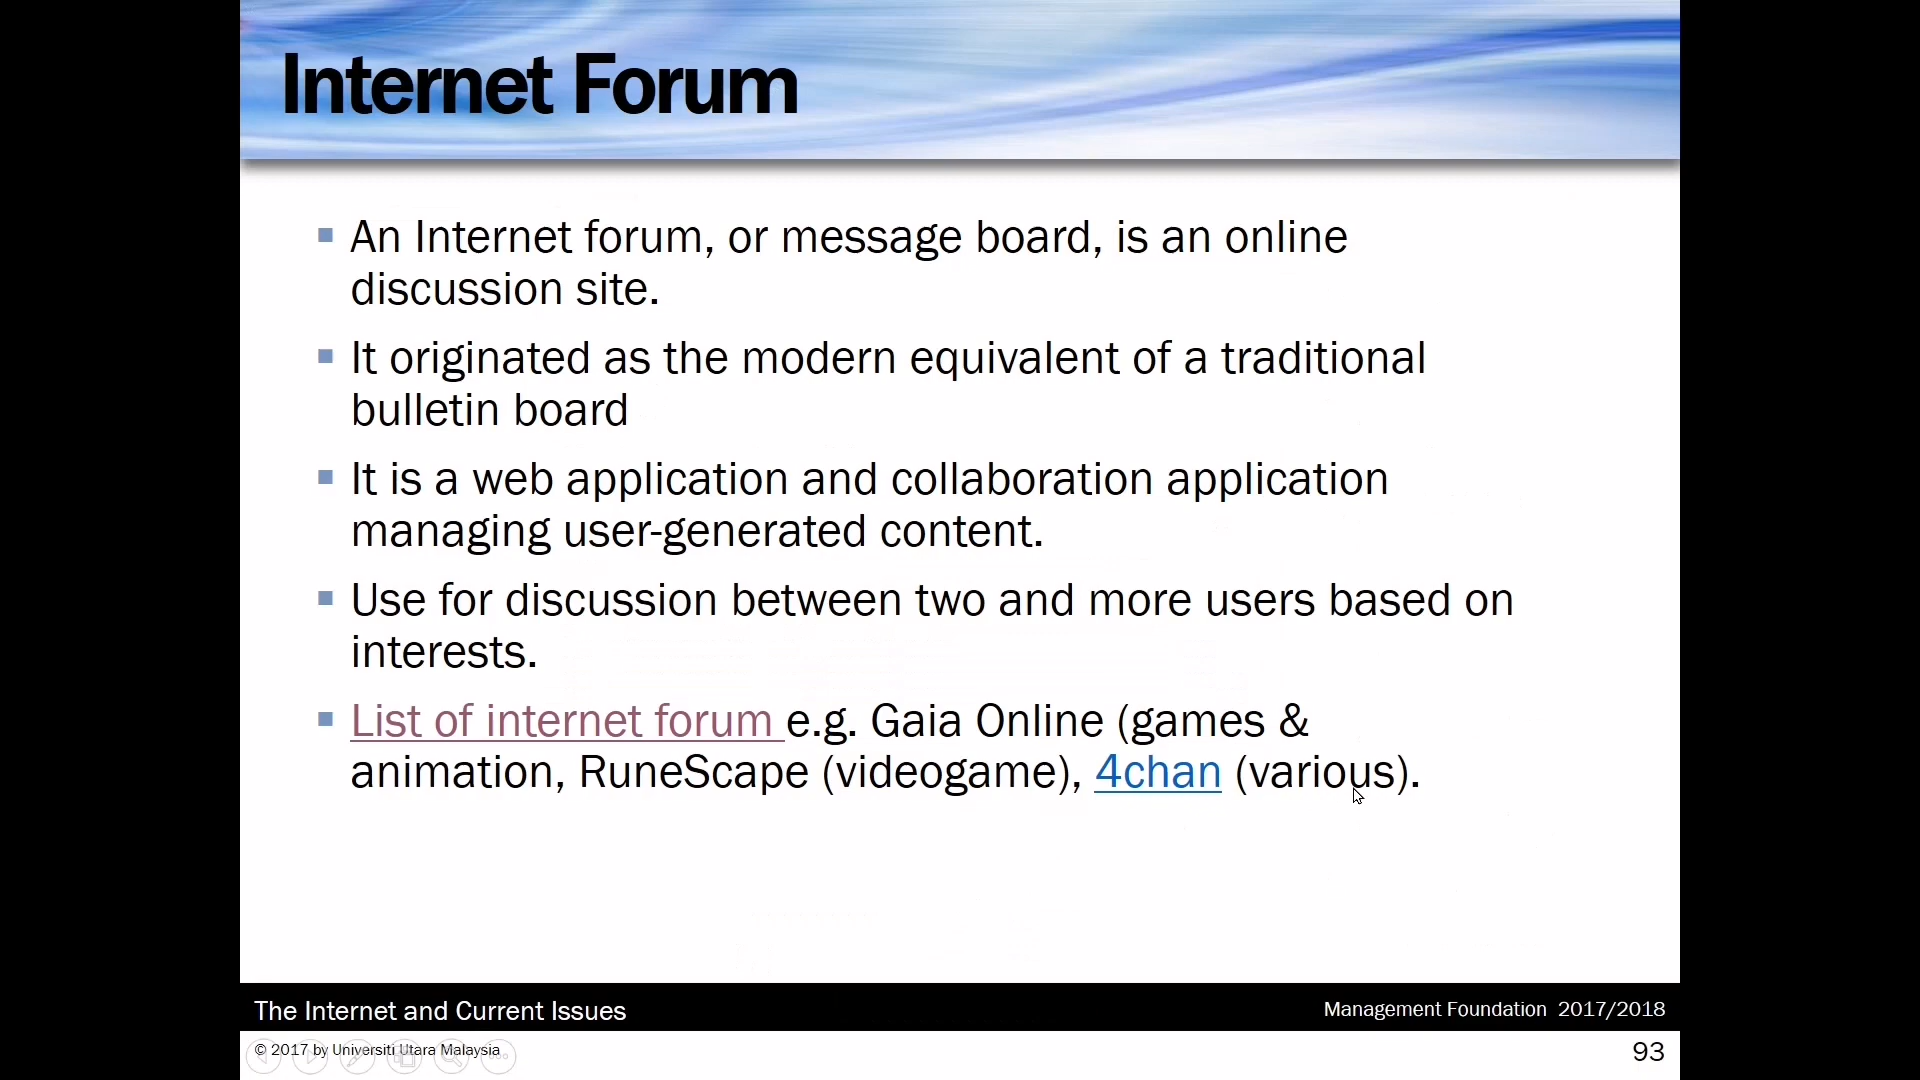 Internet Forum
An Internet forum, or message board, is an online
discussion site.
It originated as the modern equivalent of a traditional
bulletin board
It is a web application and collaboration application
managing user-generated content.
Use for discussion between two and more users based on
interests.
List of internet forum e.g. Gaia Online (games &
animation, RuneScape (videogame), 4chan (various).
The Internet and Current Issues
Management Foundation 2017/2018
© 2017 by Universiti Utara Malaysia
93